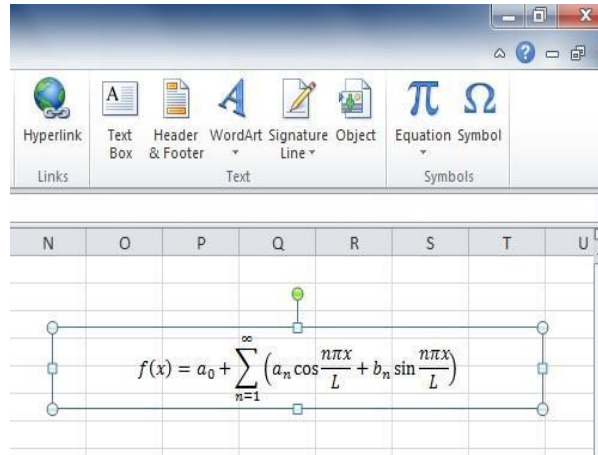 Hyperlink Text Box Header & Footer WordArt Signature Line Object Equation Symbol
Links Text Symbols
N O P Q R S T U
f(x) = a₀ + ∑_{n=1}^{∞} (aₙ cos nπx/L + bₙ sin nπx/L)